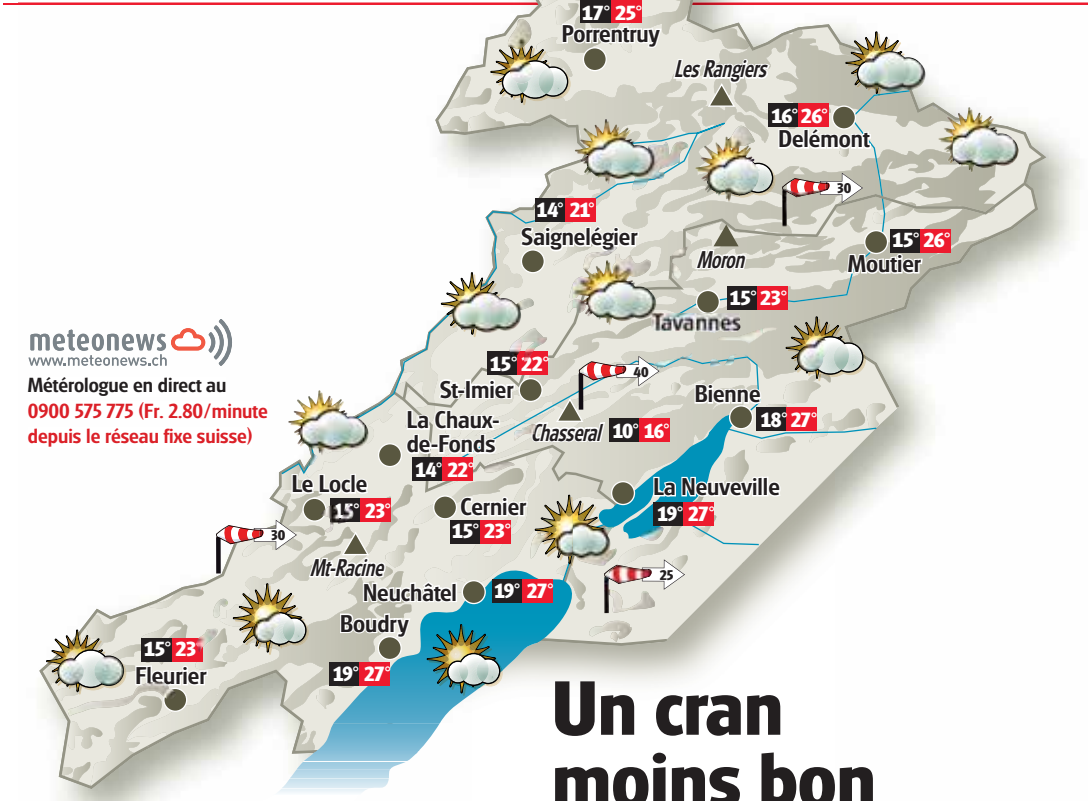 17° 25°
Porrentruy
Les Rangiers
16° 26°
Delémont
30
14° 21°
Saignelégier
Moron
15° 26°
Moutier
15° 23°
Tavannes
meteonews
www.meteonews.ch
Météorologue en direct au
0900 575 775 (Fr. 2.80/minute
depuis le réseau fixe suisse)
15° 22°
St-Imier
40
Chasseral 10° 16°
Bienne
18° 27°
La Chaux-
de-Fonds
14° 22°
Le Locle
15° 23°
Cernier
15° 23°
La Neuveville
19° 27°
30
Mt-Racine
25
Neuchâtel 19° 27°
Boudry
19° 27°
15° 23°
Fleurier
Un cran
moins bon